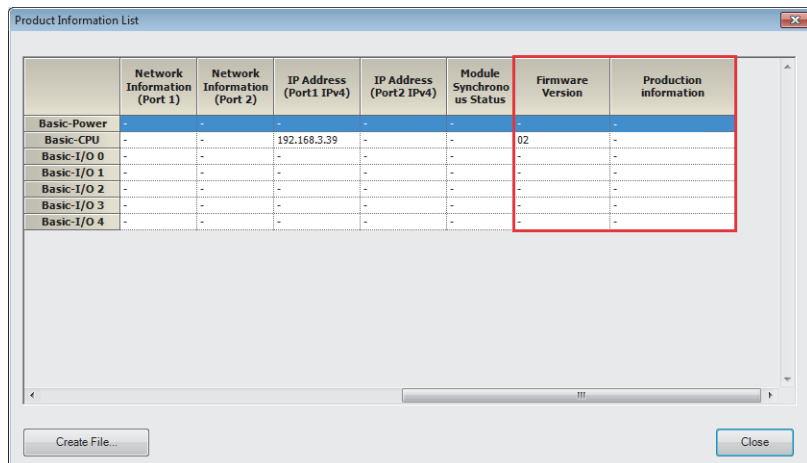 Product Information List
Network Information (Port 1) Network Information (Port 2) IP Address (Port1 IPv4) IP Address (Port2 IPv4) Module Synchrono us Status Firmware Version Production information
Basic-Power - - - - - - -
Basic-CPU - - 192.168.3.39 - - 02 -
Basic-I/O 0 - - - - - - -
Basic-I/O 1 - - - - - - -
Basic-I/O 2 - - - - - - -
Basic-I/O 3 - - - - - - -
Basic-I/O 4 - - - - - - -
Create File... Close